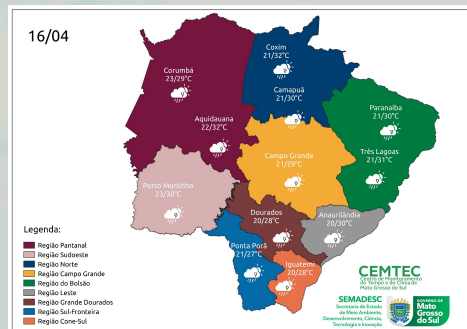 16/04
Coxim
21/32°C
Corumbá
23/29°C
Camapuã
21/30°C
Paranaíba
21/30°C
Aquidauana
22/32°C
Três Lagoas
21/31°C
Campo Grande
21/29°C
Porto Murtinho
23/30°C
Dourados
20/28°C
Anaurilândia
20/30°C
Ponta Porã
21/27°C
Iguatemi
20/28°C
Legenda:
Região Pantanal
Região Sudoeste
Região Norte
Região Campo Grande
Região do Bolsão
Região Leste
Região Grande Dourados
Região Sul-Fronteira
Região Cone-Sul
CEMTEC
Centro de Monitoramento
do Tempo e do Clima de
Mato Grosso do Sul
SEMADESC
Secretaria de Estado
de Meio Ambiente,
Desenvolvimento, Ciência,
Tecnologia e Inovação
GOVERNO DE
Mato
Grosso
do Sul